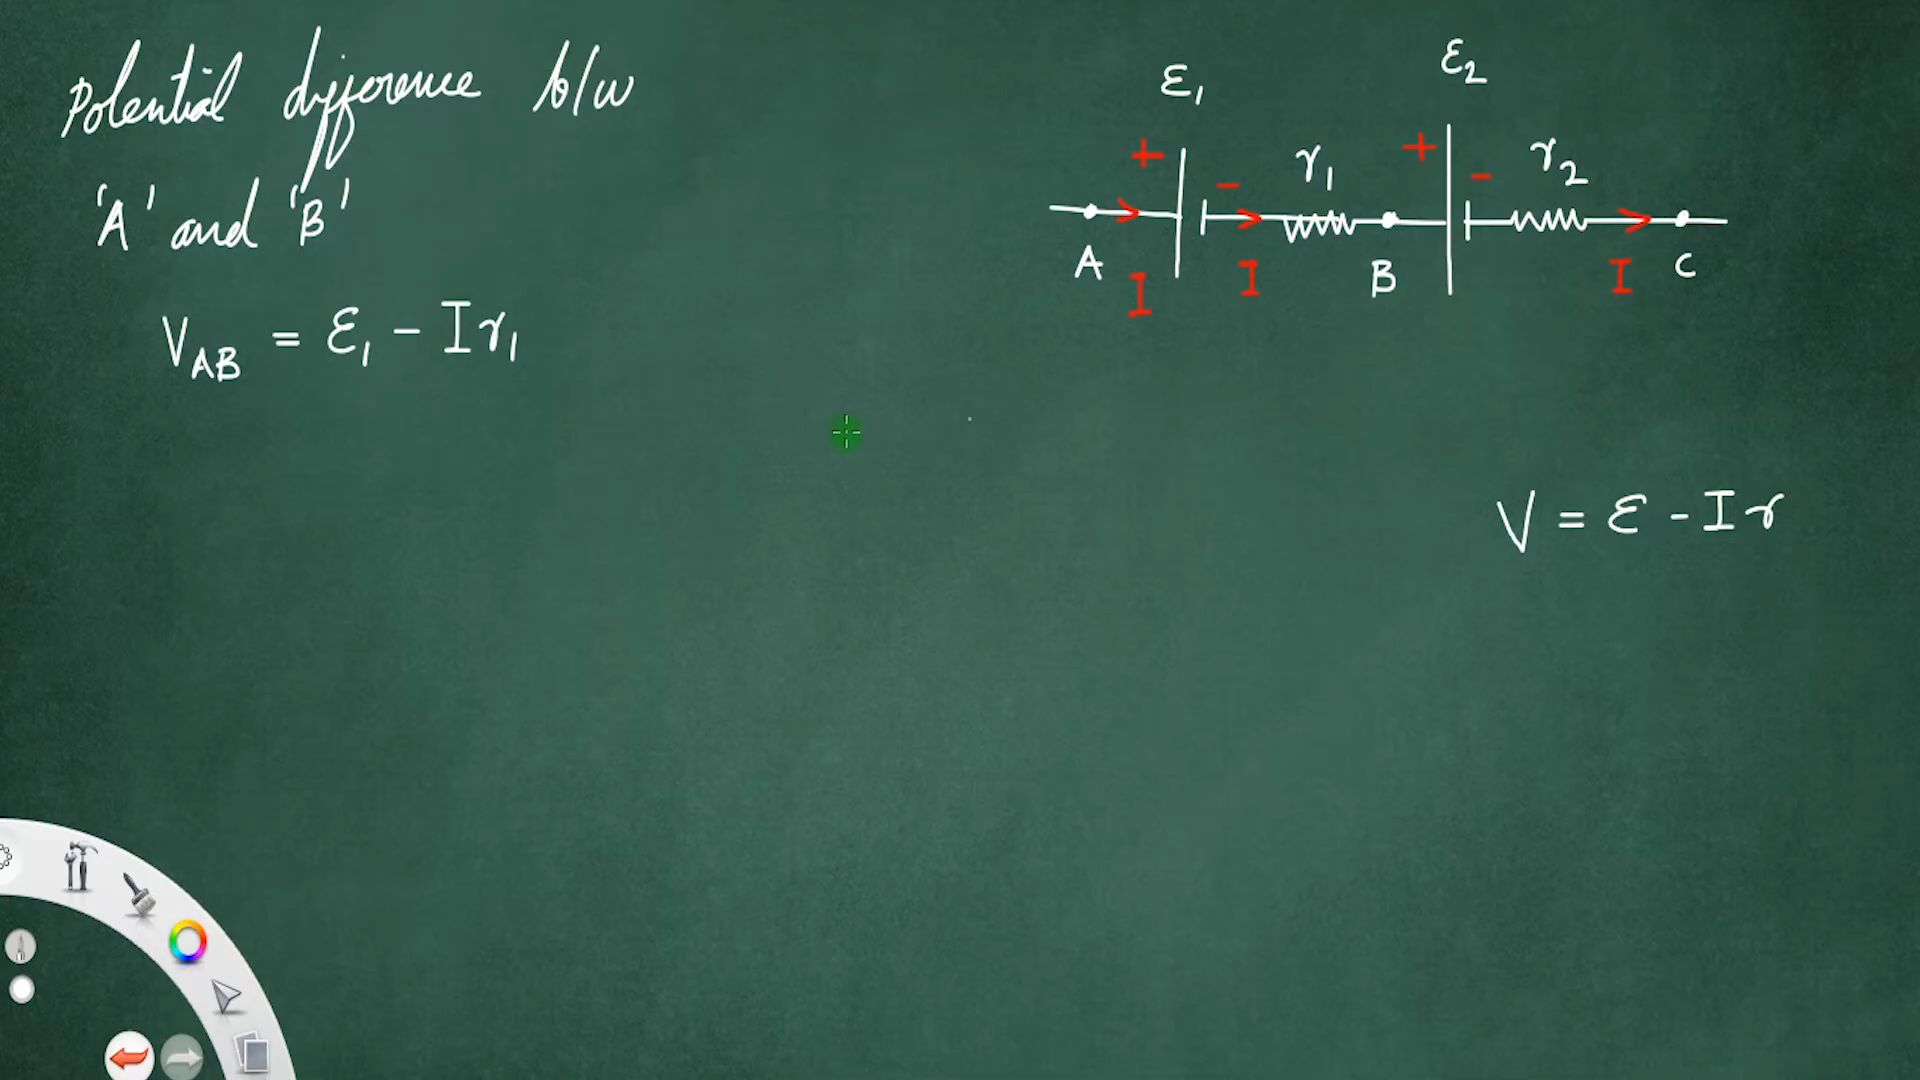 Potential difference b/w
'A' and 'B'
V_AB = ε₁ - Ir₁
ε₁ ε₂
+ - r₁ + - r₂
A I I B I C
V = ε - Ir